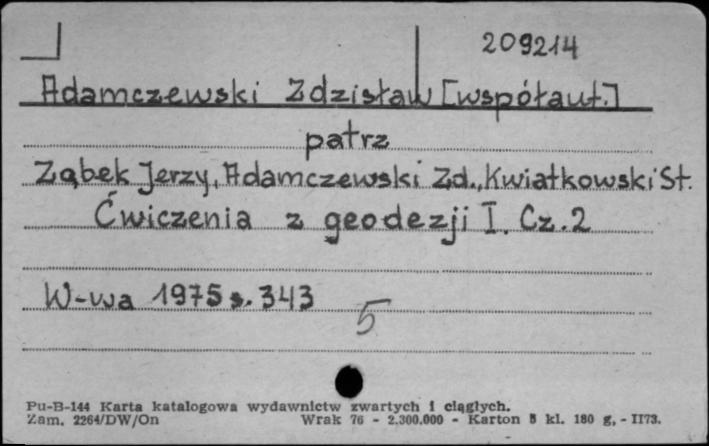 209214
Adamczewski Zdzisław [współaut.]
patrz
Ząbek Jerzy, Adamczewski Zd., Kwiatkowski St.
Ćwiczenia z geodezji I. Cz. 2
W-wa 1975 s. 343
5
Pu-B-144 Karta katalogowa wydawnictw zwartych i ciągłych.
Zam. 2264/DW/On Wrak 76 - 2.300.000 - Karton B kl. 180 g, - II73.